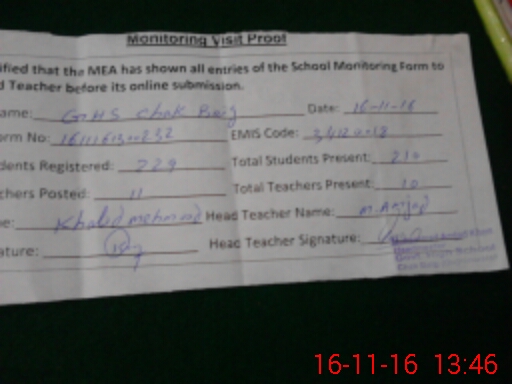 Monitoring Visit Proof
ified that the MEA has shown all entries of the School Monitoring Form to
d Teacher before its online submission.
ame: GHS Chak Date: 16-11-16
orm No: EMIS Code:
dents Registered: 229 Total Students Present: 210
chers Posted: 11 Total Teachers Present: 10
e: Khalid mehmood Head Teacher Name: M. Amjad
ature: Head Teacher Signature:
16-11-16 13:46